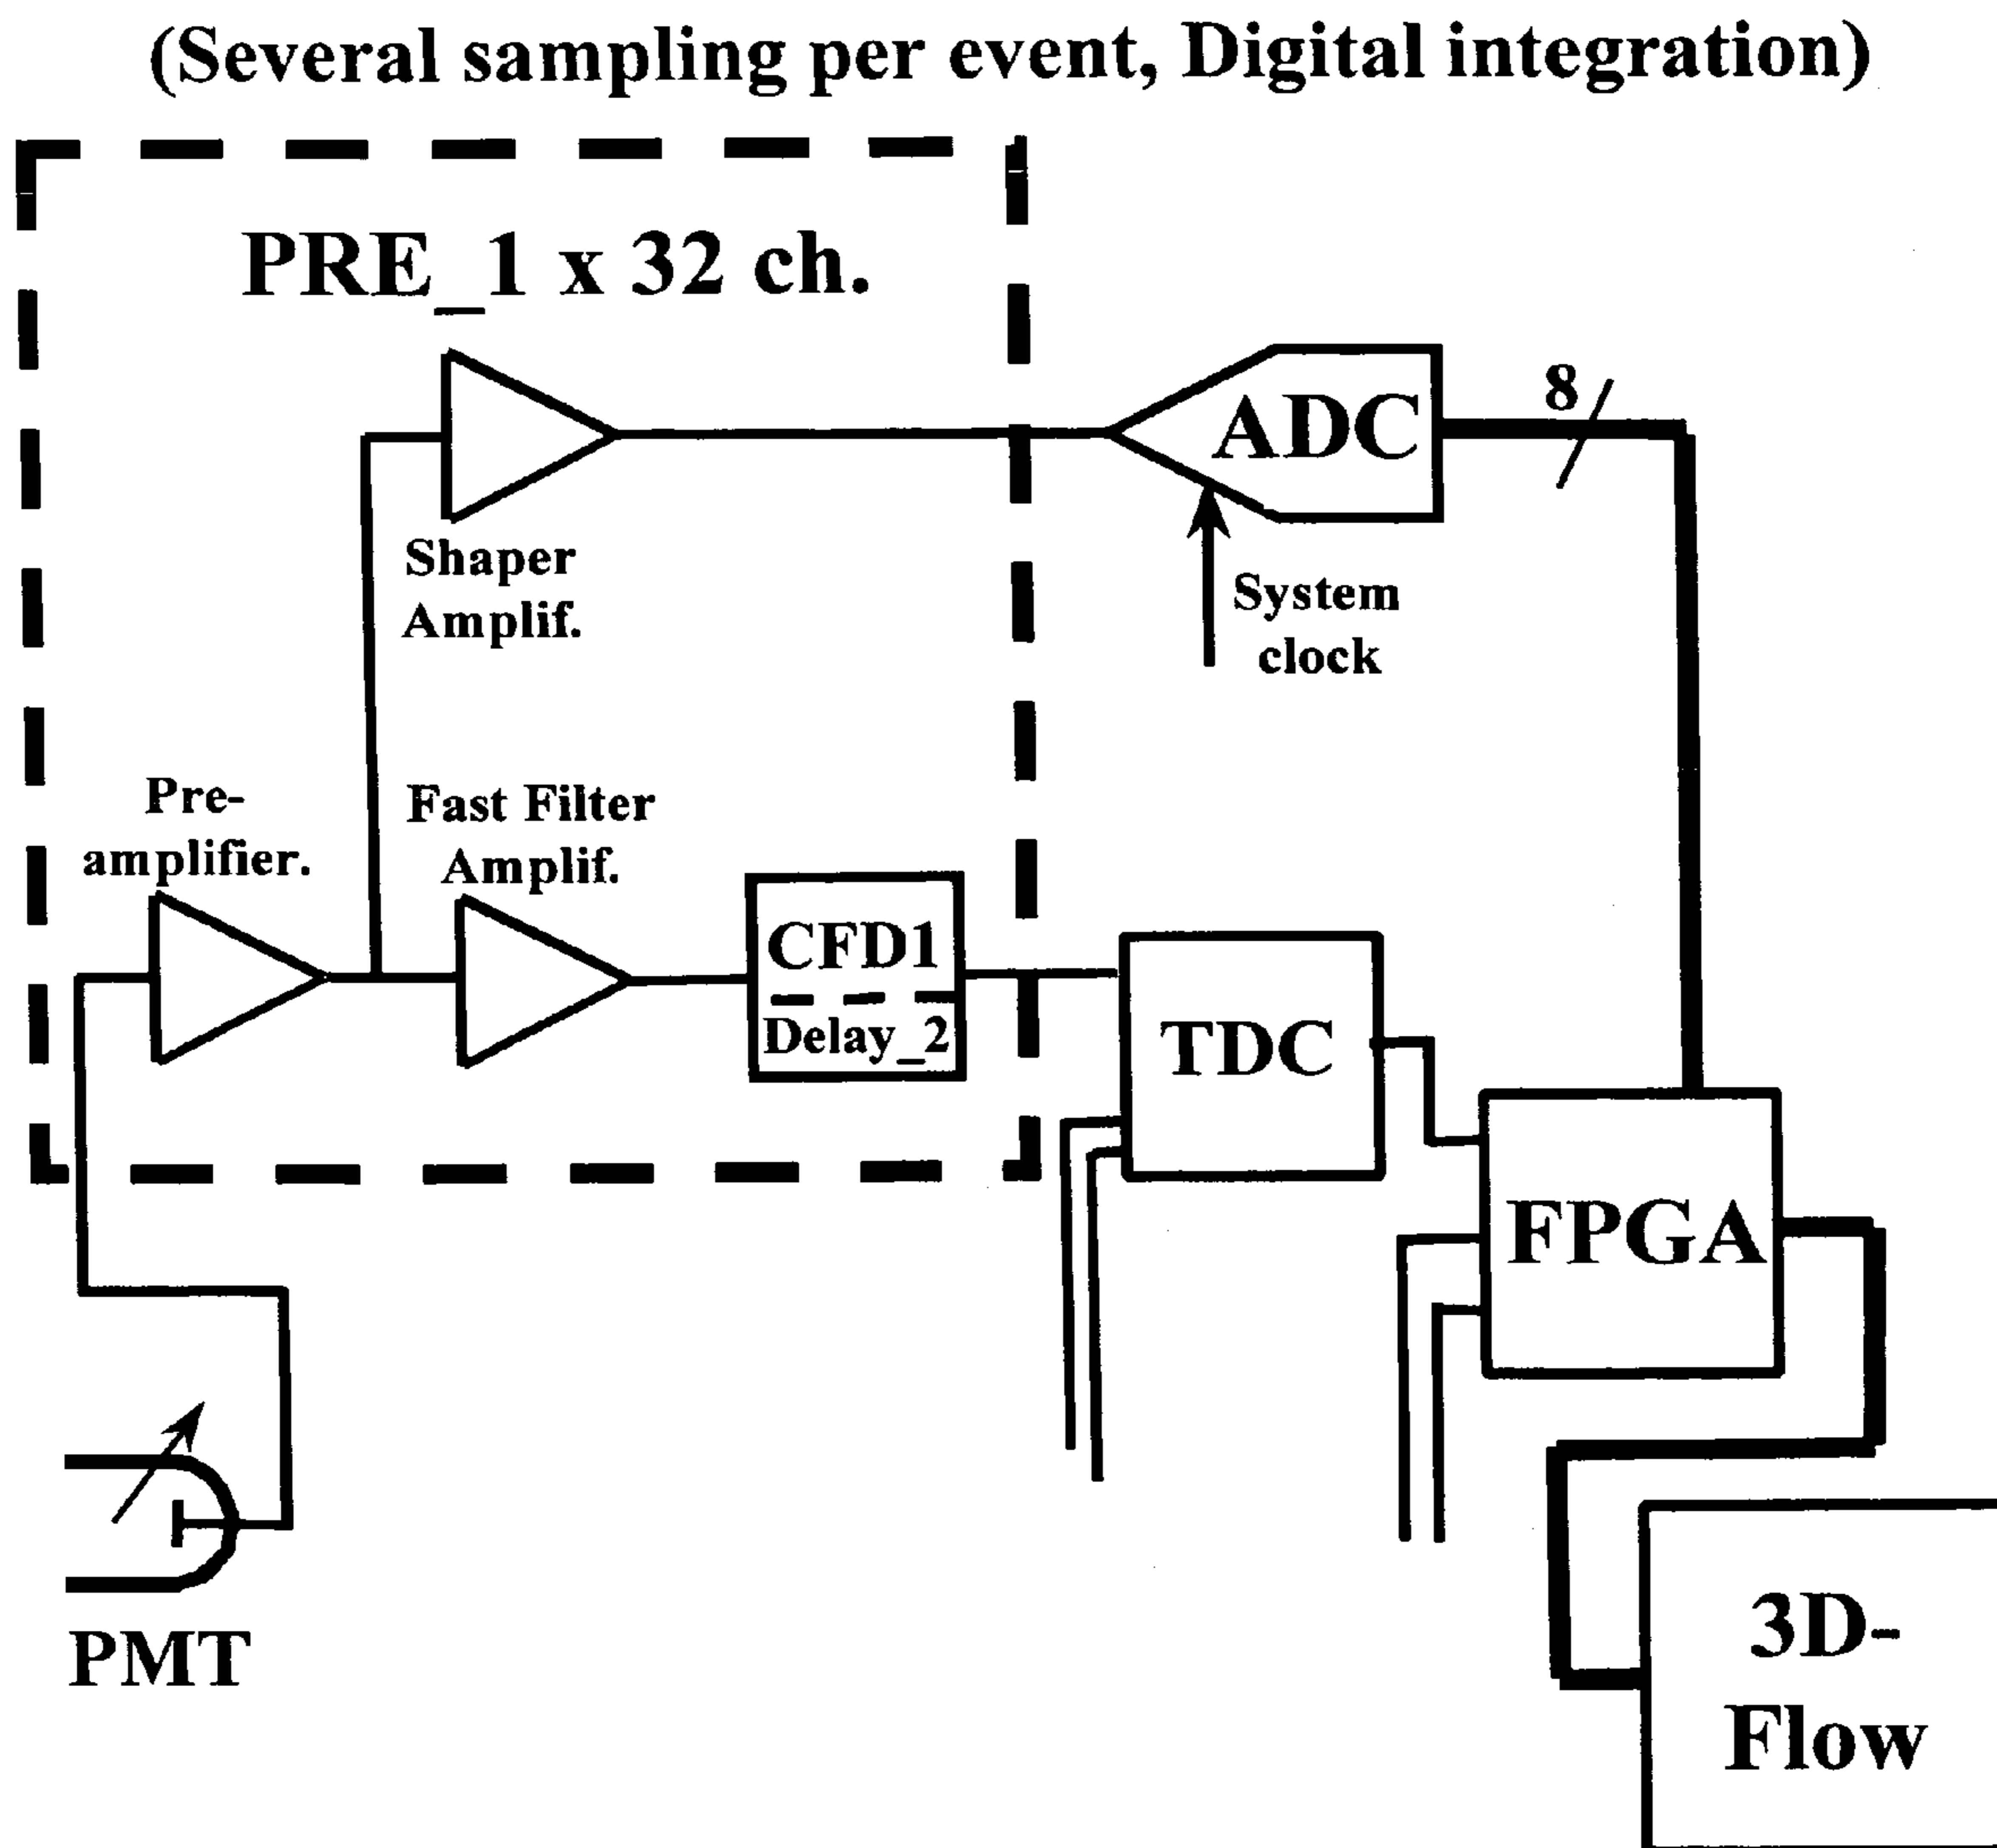 (Several sampling per event, Digital integration)
PRE_1 x 32 ch.
ADC
8
Shaper
Amplif.
System
clock
Pre-
amplifier.
Fast Filter
Amplif.
CFD1
Delay_2
TDC
FPGA
PMT
3D-
Flow